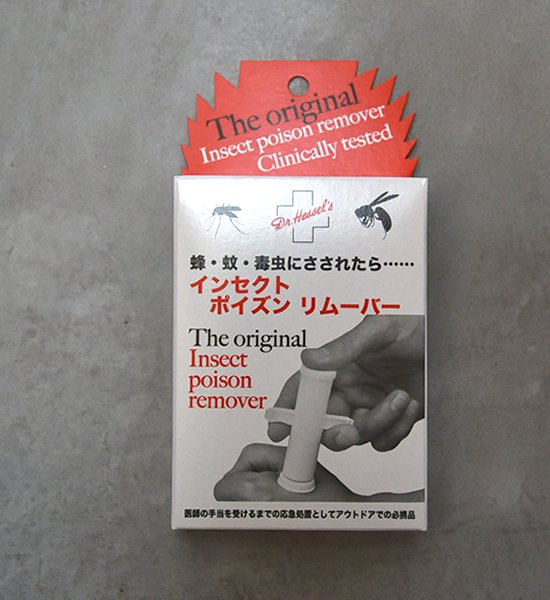 The original
Insect poison remover
Clinically tested
Dr. Hessel's
蜂・蚊・毒虫にさされたら……
インセクト
ポイズン リムーバー
The original
Insect
poison
remover
医師の手当を受けるまでの応急処置としてアウトドアでの必携品